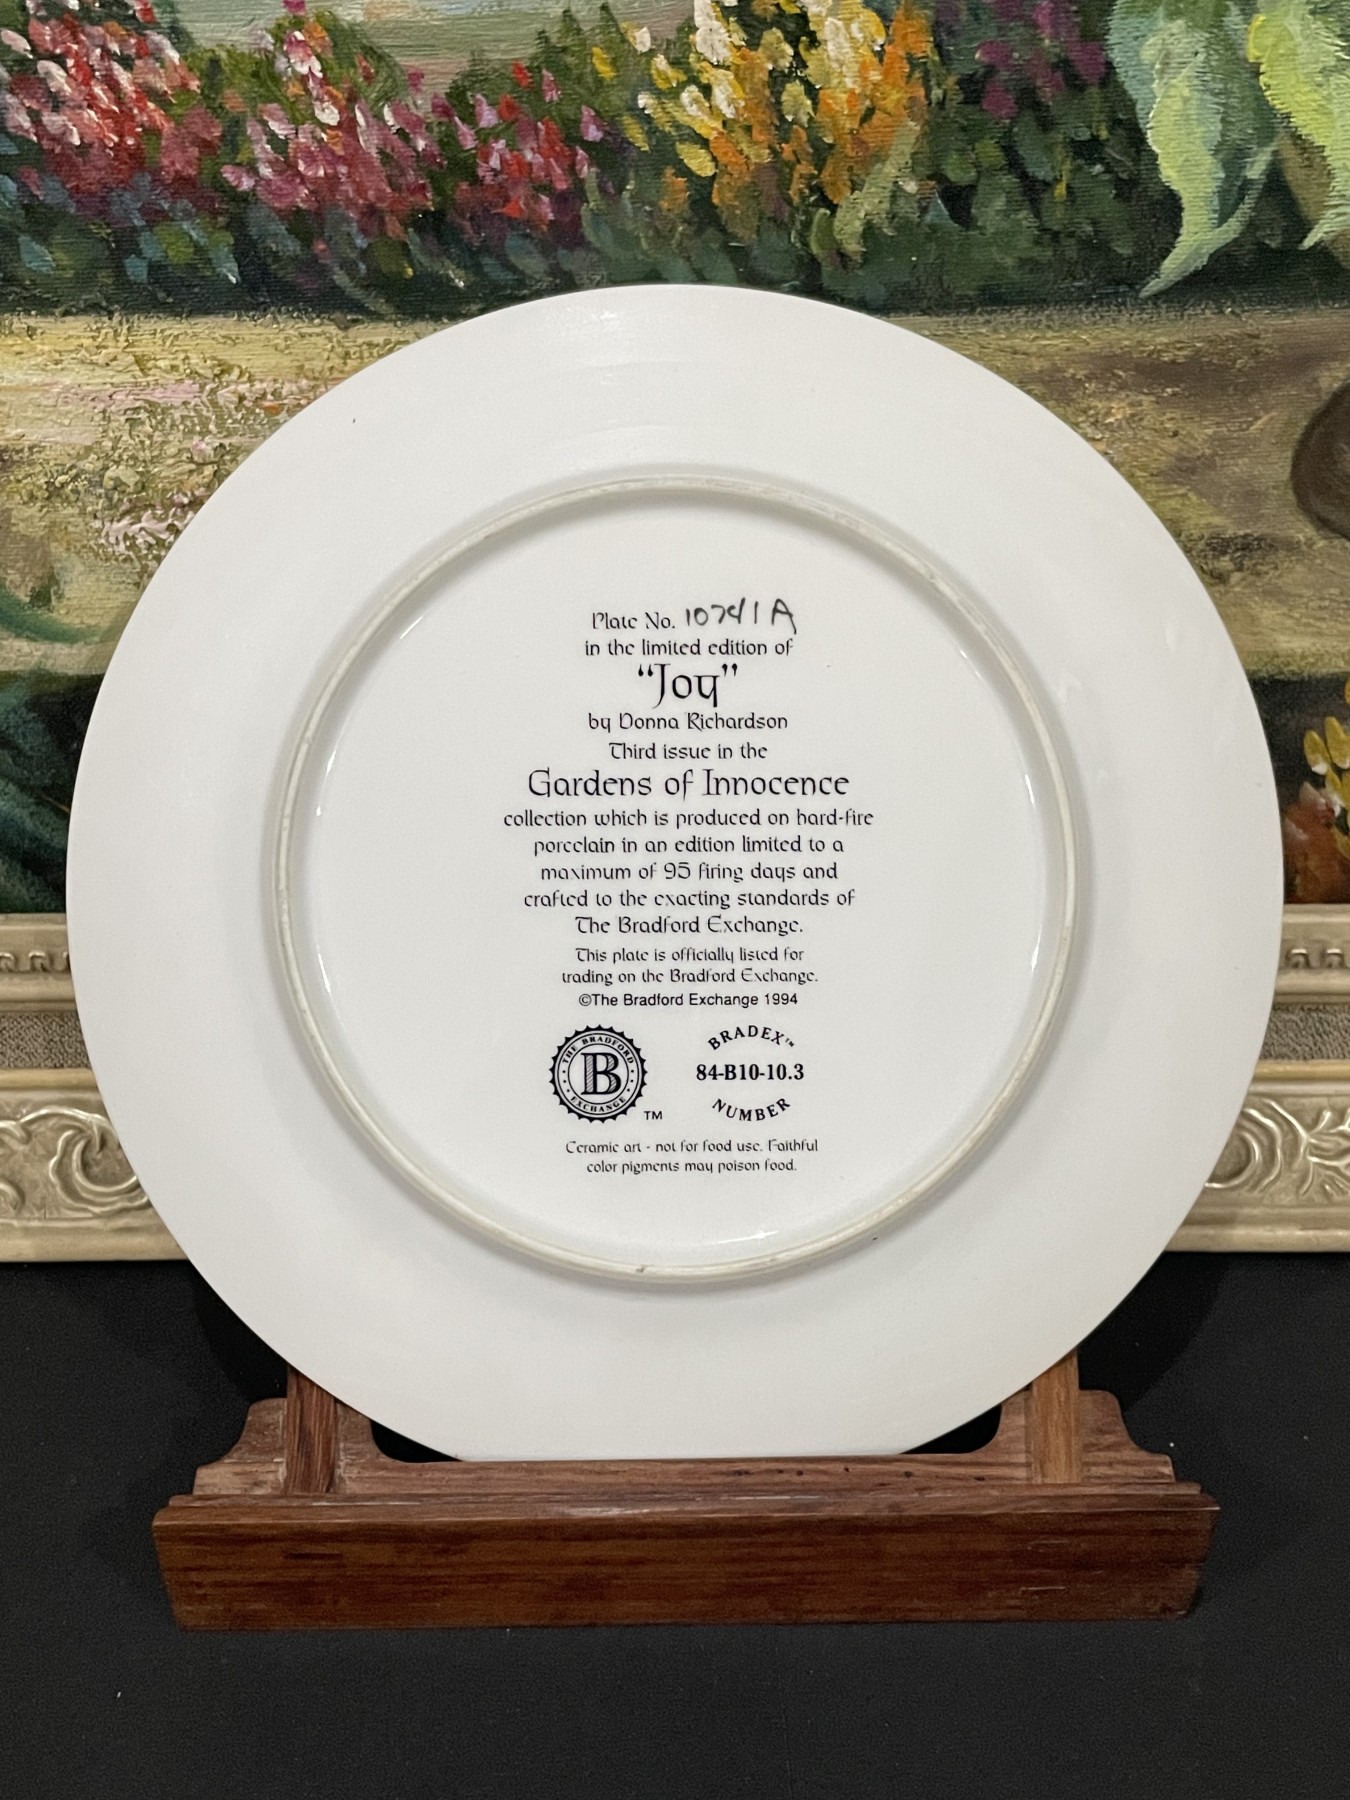 Plate No. 10741A
in the limited edition of
"Joy"
by Donna Richardson
Third issue in the
Gardens of Innocence
collection which is produced on hard-fire
porcelain in an edition limited to a
maximum of 95 firing days and
crafted to the exacting standards of
The Bradford Exchange.
This plate is officially listed for
trading on the Bradford Exchange.
©The Bradford Exchange 1994
THE BRADFORD
B
EXCHANGE
TM
BRADEX™
84-B10-10.3
NUMBER
Ceramic art - not for food use. Faithful
color pigments may poison food.